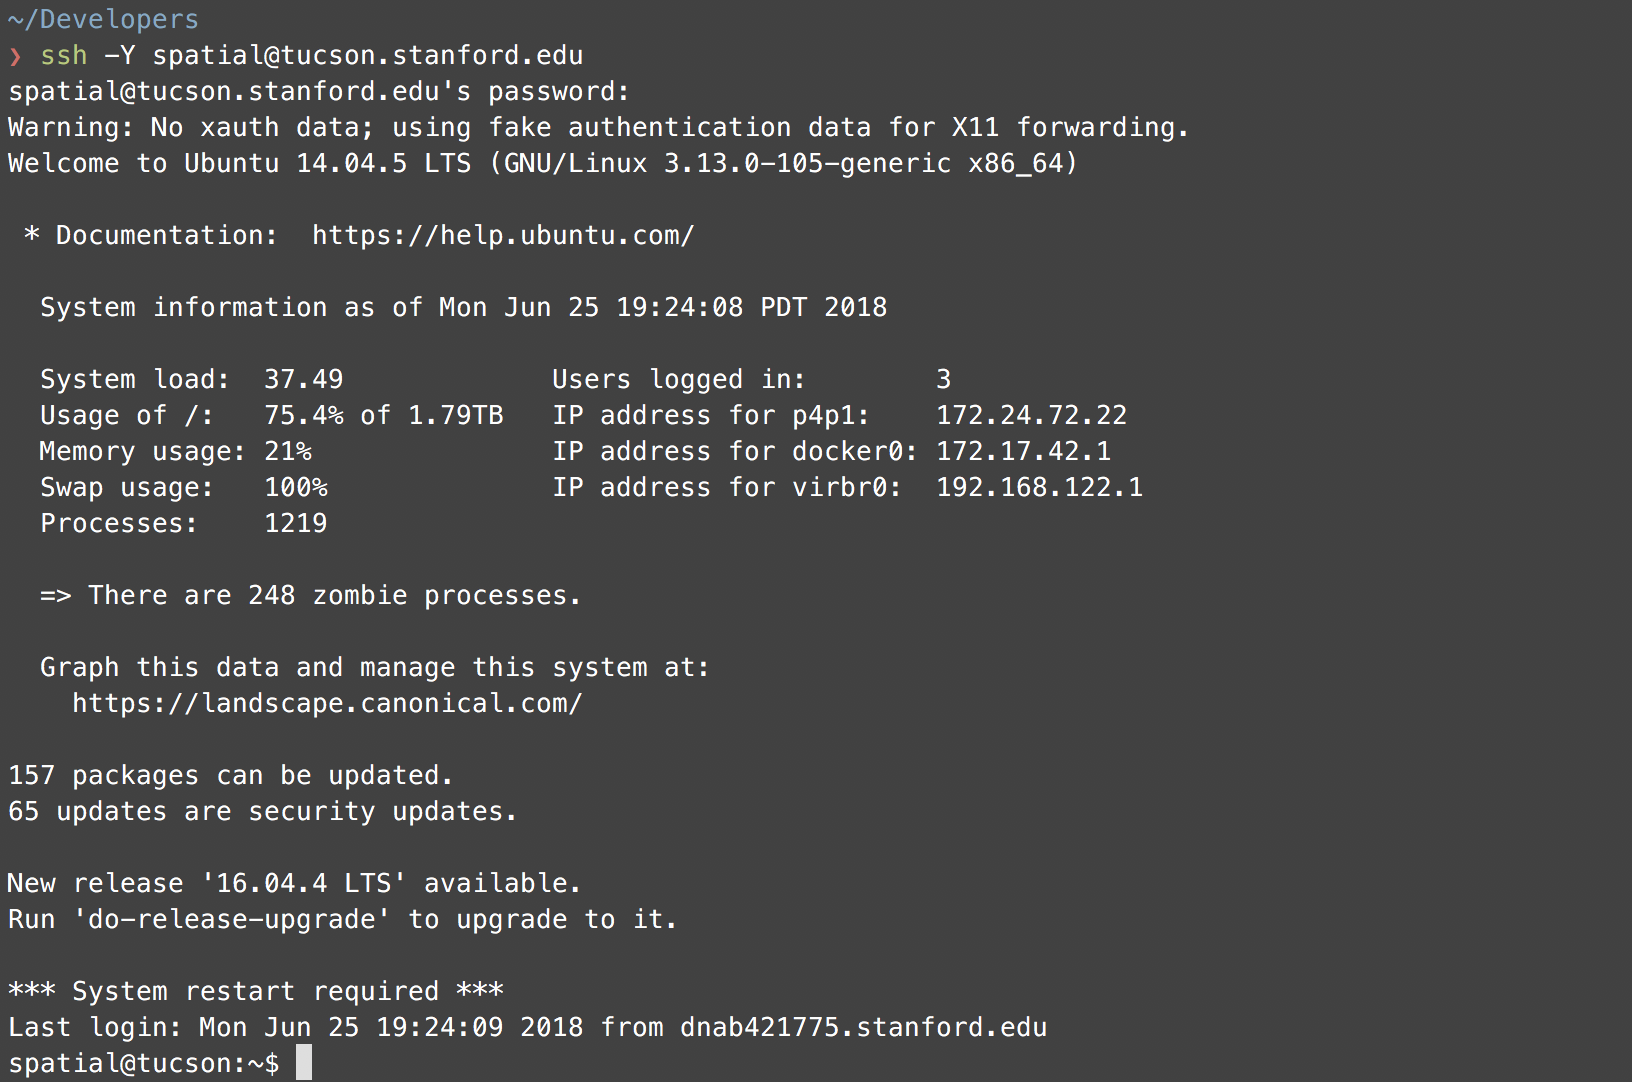 ~/Developers
❯ ssh -Y spatial@tucson.stanford.edu
spatial@tucson.stanford.edu's password:
Warning: No xauth data; using fake authentication data for X11 forwarding.
Welcome to Ubuntu 14.04.5 LTS (GNU/Linux 3.13.0-105-generic x86_64)

 * Documentation:  https://help.ubuntu.com/

  System information as of Mon Jun 25 19:24:08 PDT 2018

  System load:  37.49             Users logged in:        3
  Usage of /:   75.4% of 1.79TB   IP address for p4p1:    172.24.72.22
  Memory usage: 21%               IP address for docker0: 172.17.42.1
  Swap usage:   100%              IP address for virbr0:  192.168.122.1
  Processes:    1219

  => There are 248 zombie processes.

  Graph this data and manage this system at:
    https://landscape.canonical.com/

157 packages can be updated.
65 updates are security updates.

New release '16.04.4 LTS' available.
Run 'do-release-upgrade' to upgrade to it.

*** System restart required ***
Last login: Mon Jun 25 19:24:09 2018 from dnab421775.stanford.edu
spatial@tucson:~$